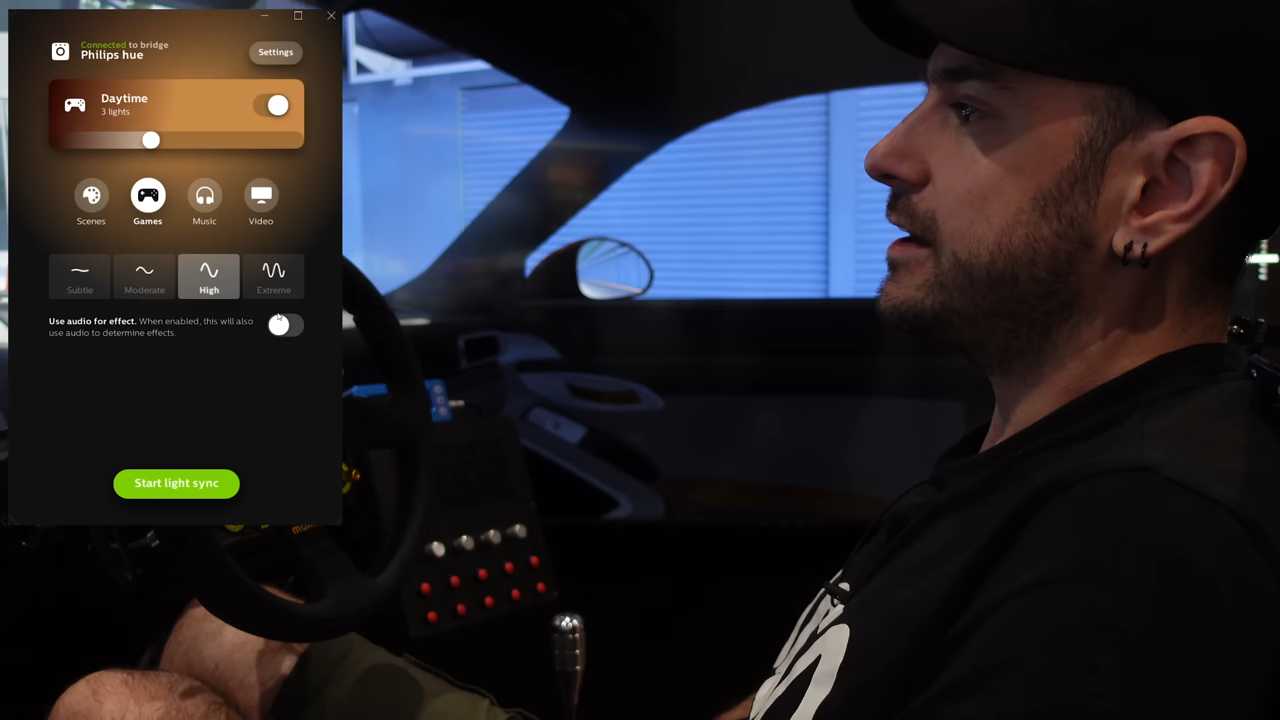 Connected to bridge
Philips hue
Settings
Daytime
3 lights
Scenes
Games
Music
Video
Subtle
Moderate
High
Extreme
Use audio for effect. When enabled, this will also
use audio to determine effects.
Start light sync